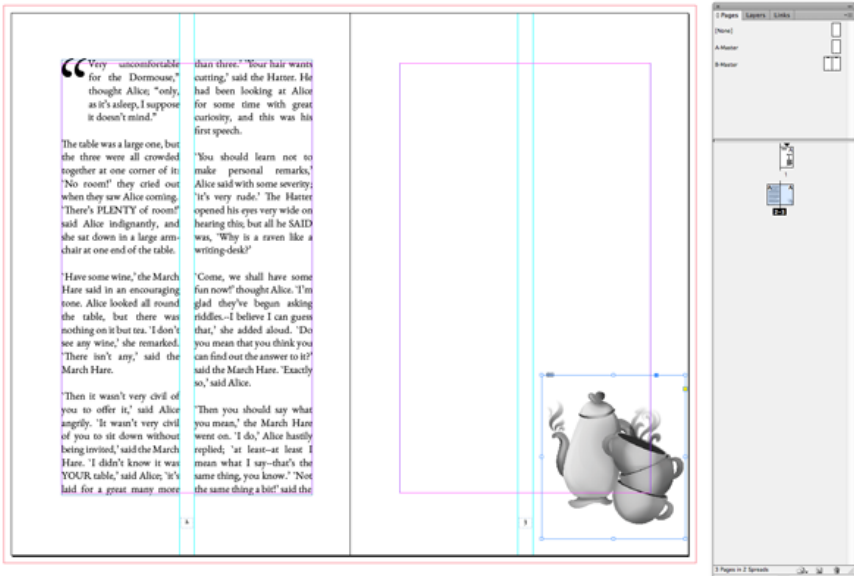 “Very uncomfortable
for the Dormouse,”
thought Alice; “only,
as it’s asleep, I suppose
it doesn’t mind.”
The table was a large one, but
the three were all crowded
together at one corner of it:
‘No room!’ they cried out
when they saw Alice coming.
‘There’s PLENTY of room!’
said Alice indignantly, and
she sat down in a large arm-
chair at one end of the table.
‘Have some wine,’ the March
Hare said in an encouraging
tone. Alice looked all round
the table, but there was
nothing on it but tea. ‘I don’t
see any wine,’ she remarked.
‘There isn’t any,’ said the
March Hare.
‘Then it wasn’t very civil of
you to offer it,’ said Alice
angrily. ‘It wasn’t very civil
of you to sit down without
being invited,’ said the March
Hare. ‘I didn’t know it was
YOUR table,’ said Alice; ‘it’s
laid for a great many more
than three.’ ‘Your hair wants
cutting,’ said the Hatter. He
had been looking at Alice
for some time with great
curiosity, and this was his
first speech.
‘You should learn not to
make personal remarks,’
Alice said with some severity;
‘it’s very rude.’ The Hatter
opened his eyes very wide on
hearing this; but all he SAID
was, ‘Why is a raven like a
writing-desk?’
‘Come, we shall have some
fun now!’ thought Alice. ‘I’m
glad they’ve begun asking
riddles.--I believe I can guess
that,’ she added aloud. ‘Do
you mean that you think you
can find out the answer to it?’
said the March Hare. ‘Exactly
so,’ said Alice.
‘Then you should say what
you mean,’ the March Hare
went on. ‘I do,’ Alice hastily
replied; ‘at least--at least I
mean what I say--that’s the
same thing, you know.’ ‘Not
the same thing a bit!’ said the
3
Pages Layers Links
[None]
A-Master
B-Master
A
1
A A
2-3
3 Pages in 2 Spreads